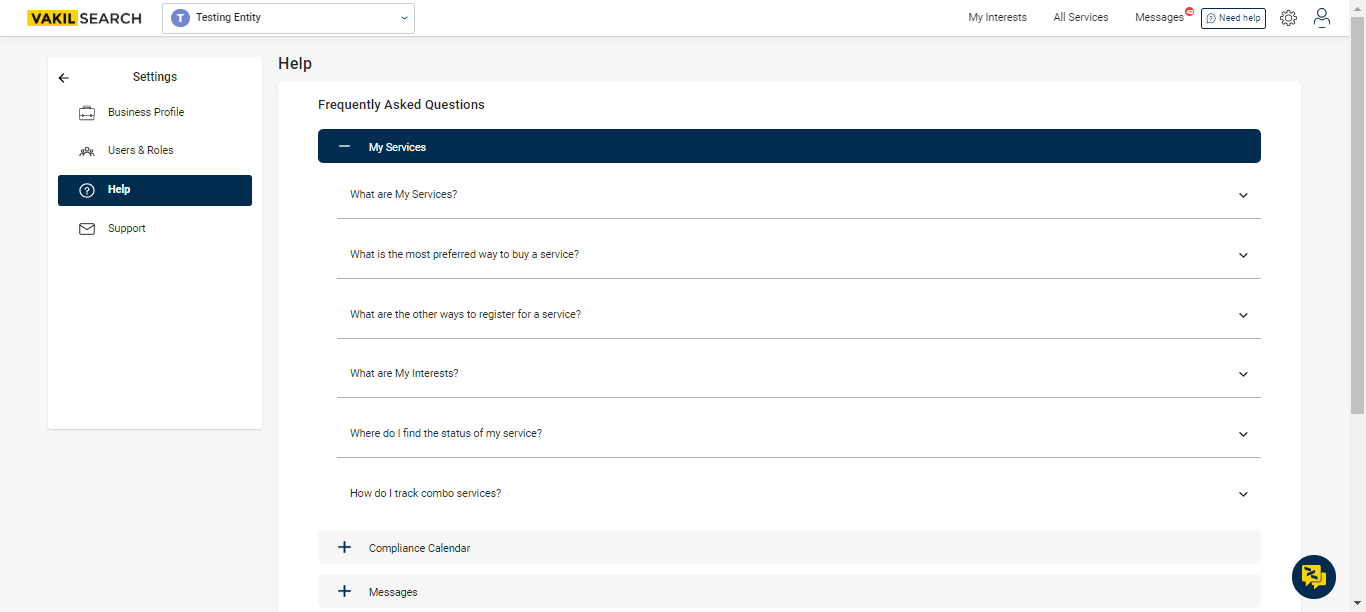 VAKILSEARCH
T Testing Entity
My Interests
All Services
Messages
Need help
Settings
Business Profile
Users & Roles
Help
Support
Help
Frequently Asked Questions
My Services
What are My Services?
What is the most preferred way to buy a service?
What are the other ways to register for a service?
What are My Interests?
Where do I find the status of my service?
How do I track combo services?
Compliance Calendar
Messages